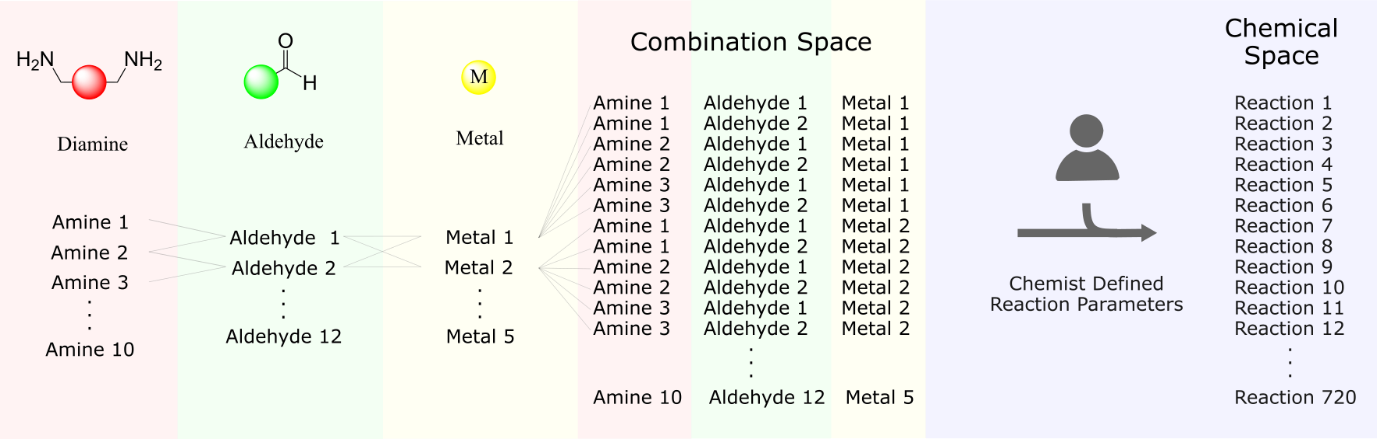 H₂N NH₂
Diamine
Amine 1
Amine 2
Amine 3
Amine 10
O
H
Aldehyde
Aldehyde 1
Aldehyde 2
Aldehyde 12
M
Metal
Metal 1
Metal 2
Metal 5
Combination Space
Amine 1 Aldehyde 1 Metal 1
Amine 1 Aldehyde 2 Metal 1
Amine 2 Aldehyde 1 Metal 1
Amine 2 Aldehyde 2 Metal 1
Amine 3 Aldehyde 1 Metal 1
Amine 3 Aldehyde 2 Metal 1
Amine 1 Aldehyde 1 Metal 2
Amine 1 Aldehyde 2 Metal 2
Amine 2 Aldehyde 1 Metal 2
Amine 2 Aldehyde 2 Metal 2
Amine 3 Aldehyde 1 Metal 2
Amine 3 Aldehyde 2 Metal 2
Amine 10 Aldehyde 12 Metal 5
Chemist Defined
Reaction Parameters
Chemical
Space
Reaction 1
Reaction 2
Reaction 3
Reaction 4
Reaction 5
Reaction 6
Reaction 7
Reaction 8
Reaction 9
Reaction 10
Reaction 11
Reaction 12
Reaction 720